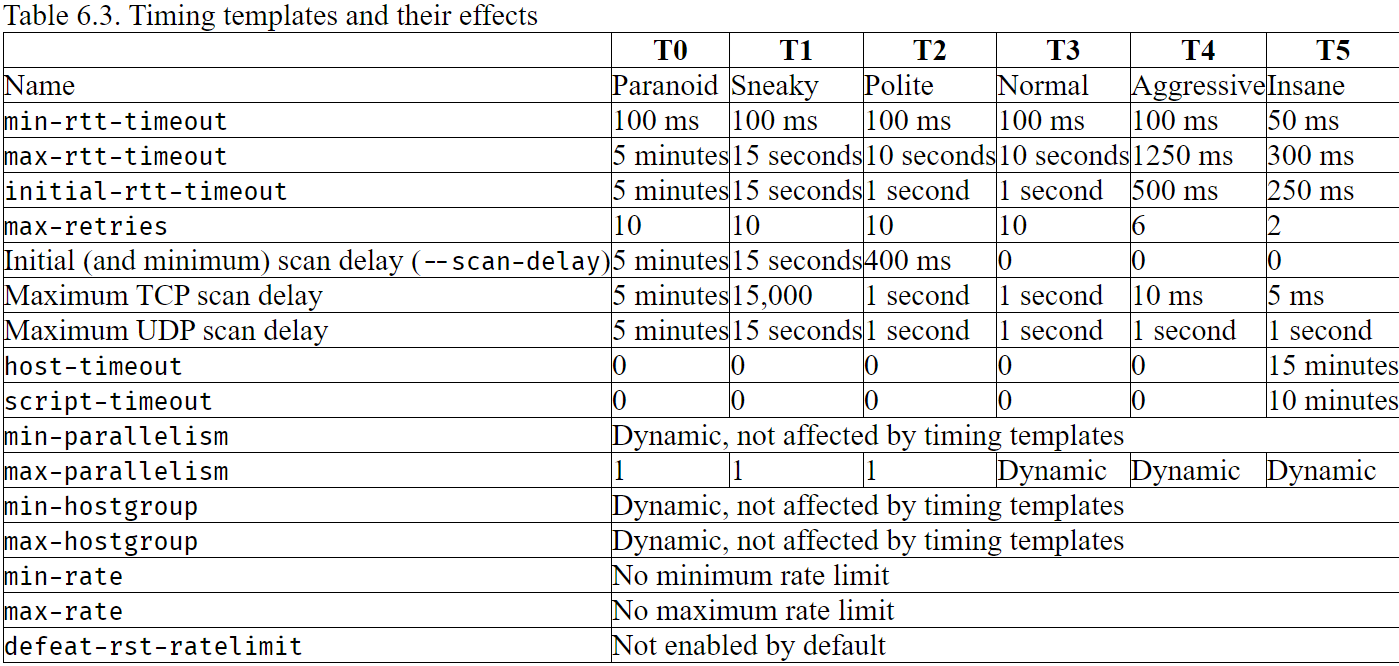 Table 6.3. Timing templates and their effects
T0 T1 T2 T3 T4 T5
Name Paranoid Sneaky Polite Normal Aggressive Insane
min-rtt-timeout 100 ms 100 ms 100 ms 100 ms 100 ms 50 ms
max-rtt-timeout 5 minutes 15 seconds 10 seconds 10 seconds 1250 ms 300 ms
initial-rtt-timeout 5 minutes 15 seconds 1 second 1 second 500 ms 250 ms
max-retries 10 10 10 10 6 2
Initial (and minimum) scan delay (--scan-delay) 5 minutes 15 seconds 400 ms 0 0 0
Maximum TCP scan delay 5 minutes 15,000 1 second 1 second 10 ms 5 ms
Maximum UDP scan delay 5 minutes 15 seconds 1 second 1 second 1 second 1 second
host-timeout 0 0 0 0 0 15 minutes
script-timeout 0 0 0 0 0 10 minutes
min-parallelism Dynamic, not affected by timing templates
max-parallelism 1 1 1 Dynamic Dynamic Dynamic
min-hostgroup Dynamic, not affected by timing templates
max-hostgroup Dynamic, not affected by timing templates
min-rate No minimum rate limit
max-rate No maximum rate limit
defeat-rst-ratelimit Not enabled by default